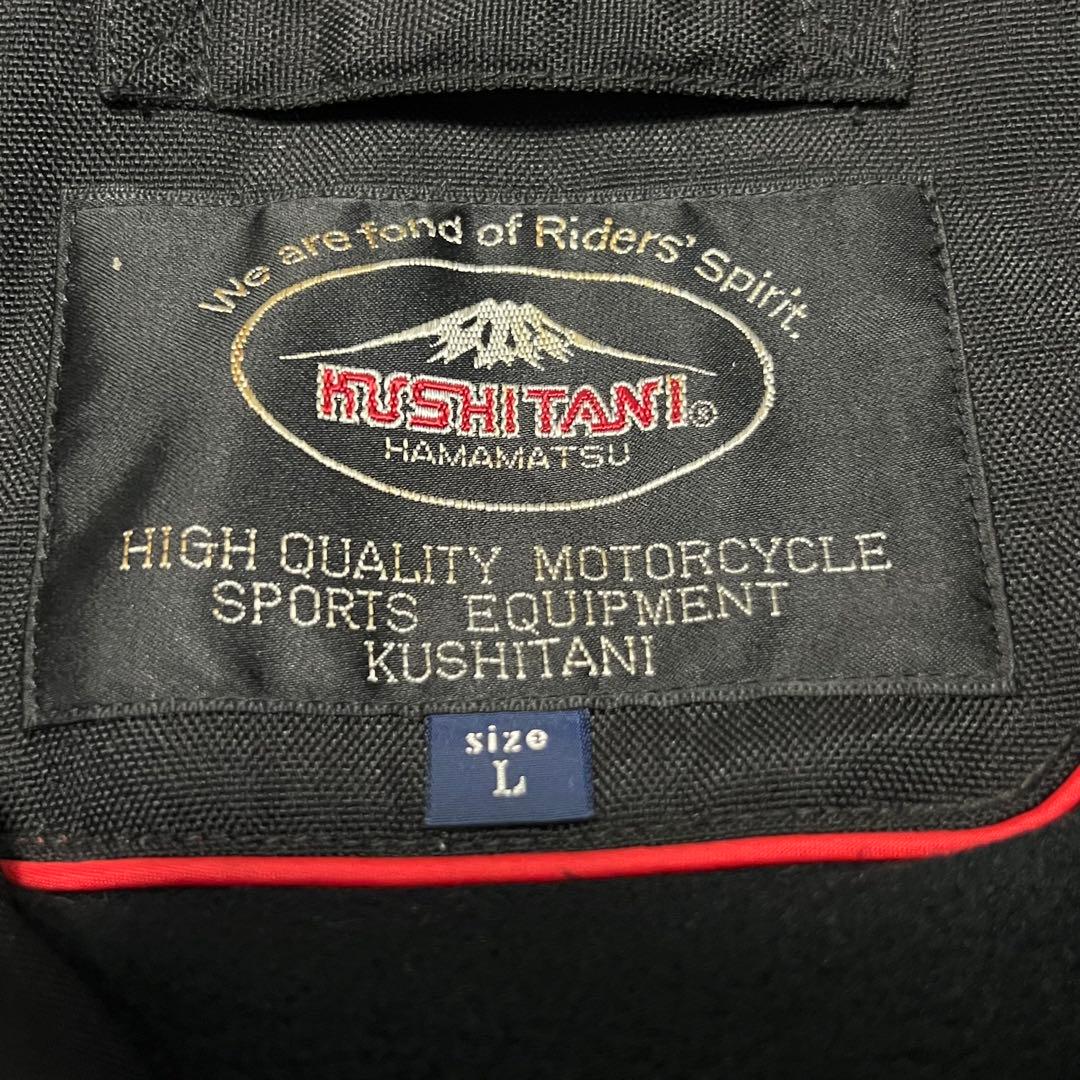 We are fond of Riders' Spirit.
KUSHITANI®
HAMAMATSU
HIGH QUALITY MOTORCYCLE
SPORTS EQUIPMENT
KUSHITANI
size
L